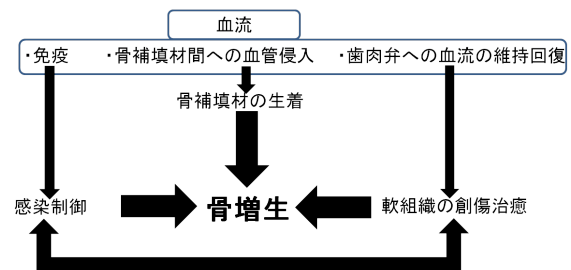 血流
・免疫　・骨補填材間への血管侵入　・歯肉弁への血流の維持回復
骨補填材の生着
感染制御　骨増生　軟組織の創傷治癒